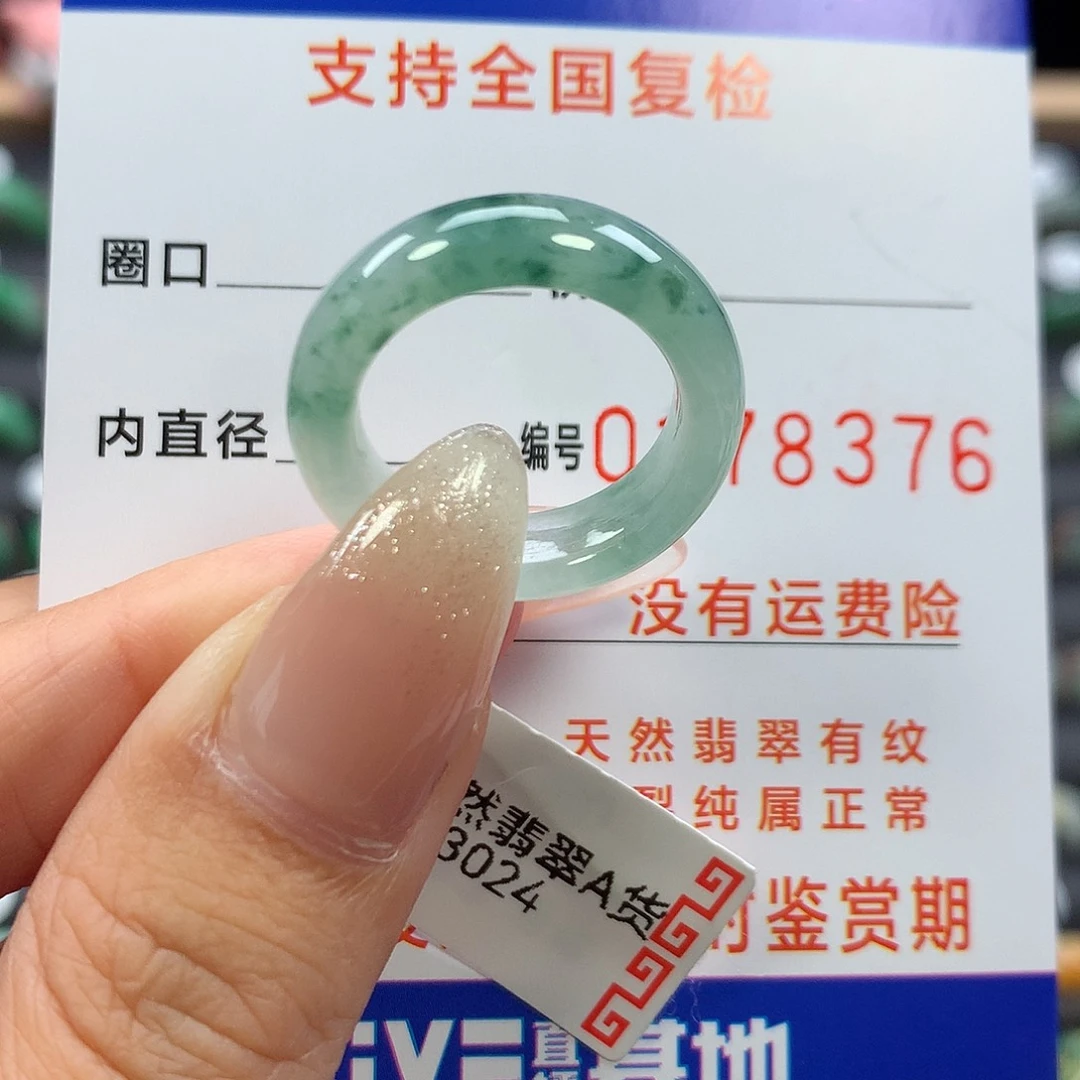 支持全国复检
圈口
内直径
编号
78376
没有运费险
天然翡翠有纹
纯属正常
鉴赏期
然翡翠A货
3024
基地